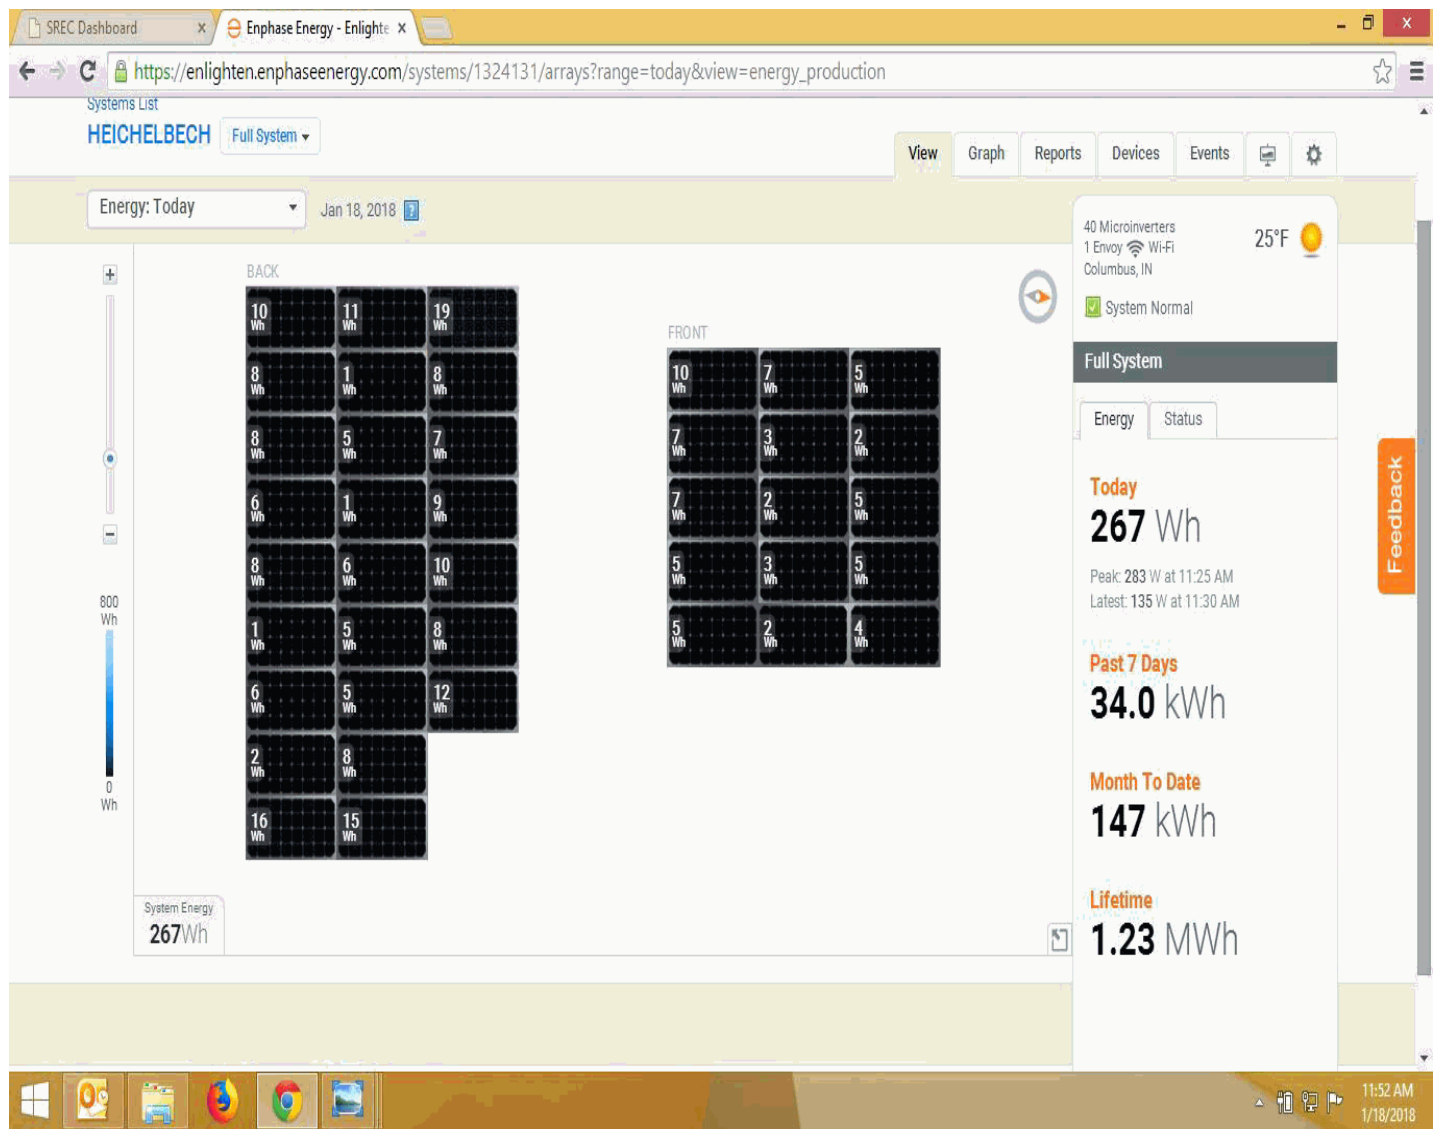 SREC Dashboard x Enphase Energy - Enlighte x
https://enlighten.enphaseenergy.com/systems/1324131/arrays?range=today&view=energy_production
Systems List
HEICHELBECH Full System
View Graph Reports Devices Events
Energy: Today Jan 18, 2018 ?
40 Microinverters
1 Envoy Wi-Fi
Columbus, IN
25°F
System Normal
Full System
Energy Status
Today
267 Wh
Peak: 283 W at 11:25 AM
Latest: 135 W at 11:30 AM
Past 7 Days
34.0 kWh
Month To Date
147 kWh
Lifetime
1.23 MWh
Feedback
+
−
800
Wh
0
Wh
BACK
10 11 19
Wh Wh Wh
8 1 8
Wh Wh Wh
8 5 7
Wh Wh Wh
6 1 9
Wh Wh Wh
8 6 10
Wh Wh Wh
1 5 8
Wh Wh Wh
6 5 12
Wh Wh Wh
2 8
Wh Wh
16 15
Wh Wh
FRONT
10 7 5
Wh Wh Wh
7 3 2
Wh Wh Wh
7 2 5
Wh Wh Wh
5 3 5
Wh Wh Wh
5 2 4
Wh Wh Wh
System Energy
267Wh
11:52 AM
1/18/2018